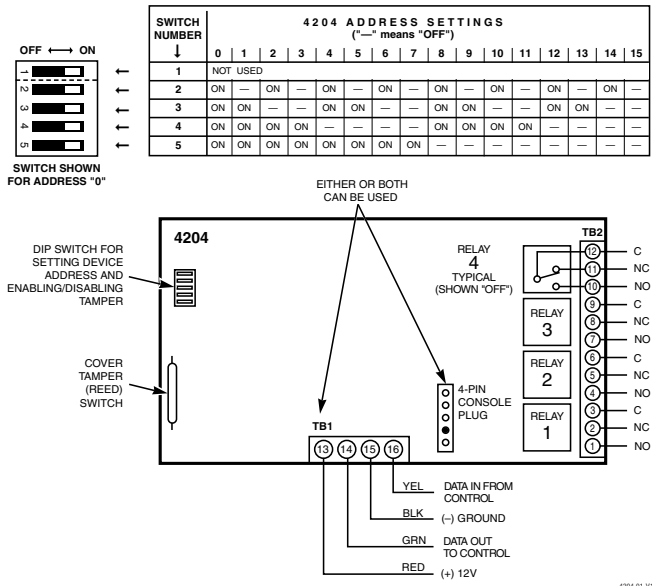 SWITCH NUMBER ↓
4204 ADDRESS SETTINGS
("—" means "OFF")
0 1 2 3 4 5 6 7 8 9 10 11 12 13 14 15
1 NOT USED
2 ON — ON — ON — ON — ON — ON — ON — ON —
3 ON ON — — ON ON — — ON ON — — ON ON — —
4 ON ON ON ON — — — — ON ON ON ON — — — —
5 ON ON ON ON ON ON ON ON — — — — — — — —
OFF ←→ ON
1
2
3
4
5
SWITCH SHOWN
FOR ADDRESS "0"
EITHER OR BOTH
CAN BE USED
4204
DIP SWITCH FOR
SETTING DEVICE
ADDRESS AND
ENABLING/DISABLING
TAMPER
COVER
TAMPER
(REED)
SWITCH
RELAY
4
TYPICAL
(SHOWN "OFF")
RELAY
3
RELAY
2
RELAY
1
TB2
12 C
11 NC
10 NO
9 C
8 NC
7 NO
6 C
5 NC
4 NO
3 C
2 NC
1 NO
4-PIN
CONSOLE
PLUG
TB1
13 14 15 16
YEL DATA IN FROM
CONTROL
BLK (–) GROUND
GRN DATA OUT
TO CONTROL
RED (+) 12V